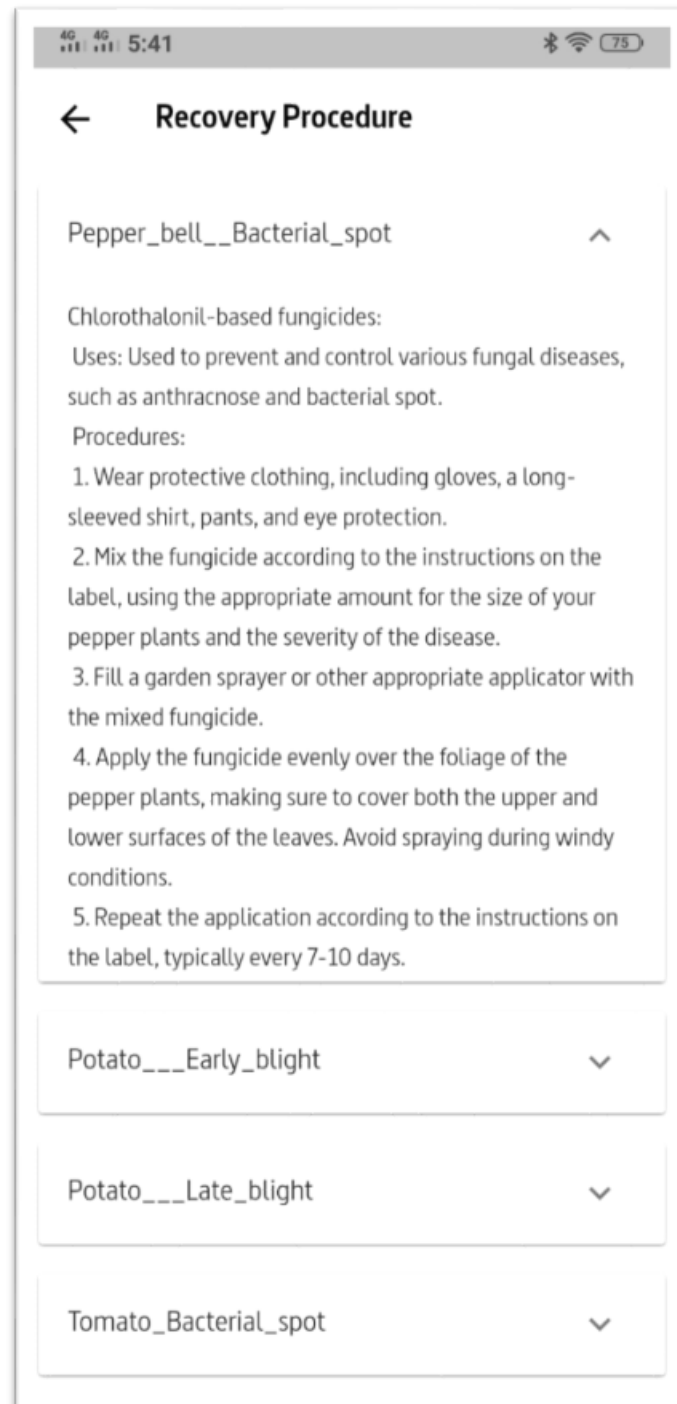 4G 4G 5:41 75
Recovery Procedure
Pepper_bell__Bacterial_spot
Chlorothalonil-based fungicides:
Uses: Used to prevent and control various fungal diseases,
such as anthracnose and bacterial spot.
Procedures:
1. Wear protective clothing, including gloves, a long-
sleeved shirt, pants, and eye protection.
2. Mix the fungicide according to the instructions on the
label, using the appropriate amount for the size of your
pepper plants and the severity of the disease.
3. Fill a garden sprayer or other appropriate applicator with
the mixed fungicide.
4. Apply the fungicide evenly over the foliage of the
pepper plants, making sure to cover both the upper and
lower surfaces of the leaves. Avoid spraying during windy
conditions.
5. Repeat the application according to the instructions on
the label, typically every 7-10 days.
Potato___Early_blight
Potato___Late_blight
Tomato_Bacterial_spot